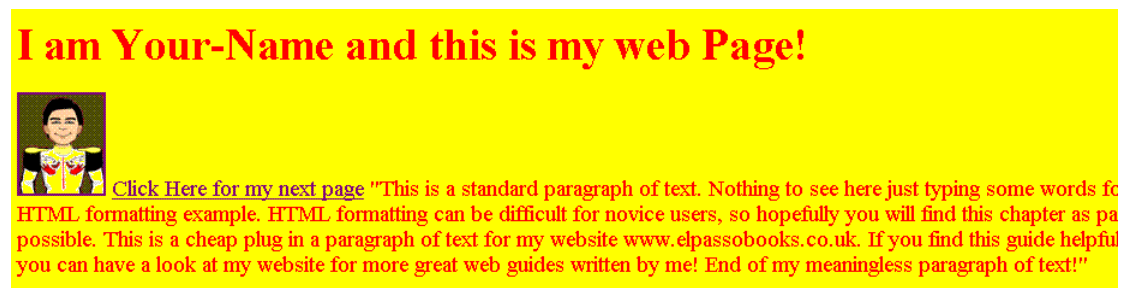 I am Your-Name and this is my web Page!
Click Here for my next page "This is a standard paragraph of text. Nothing to see here just typing some words
HTML formatting example. HTML formatting can be difficult for novice users, so hopefully you will find this chapter as
possible. This is a cheap plug in a paragraph of text for my website www.elpassobooks.co.uk. If you find this guide helpful
you can have a look at my website for more great web guides written by me! End of my meaningless paragraph of text!"